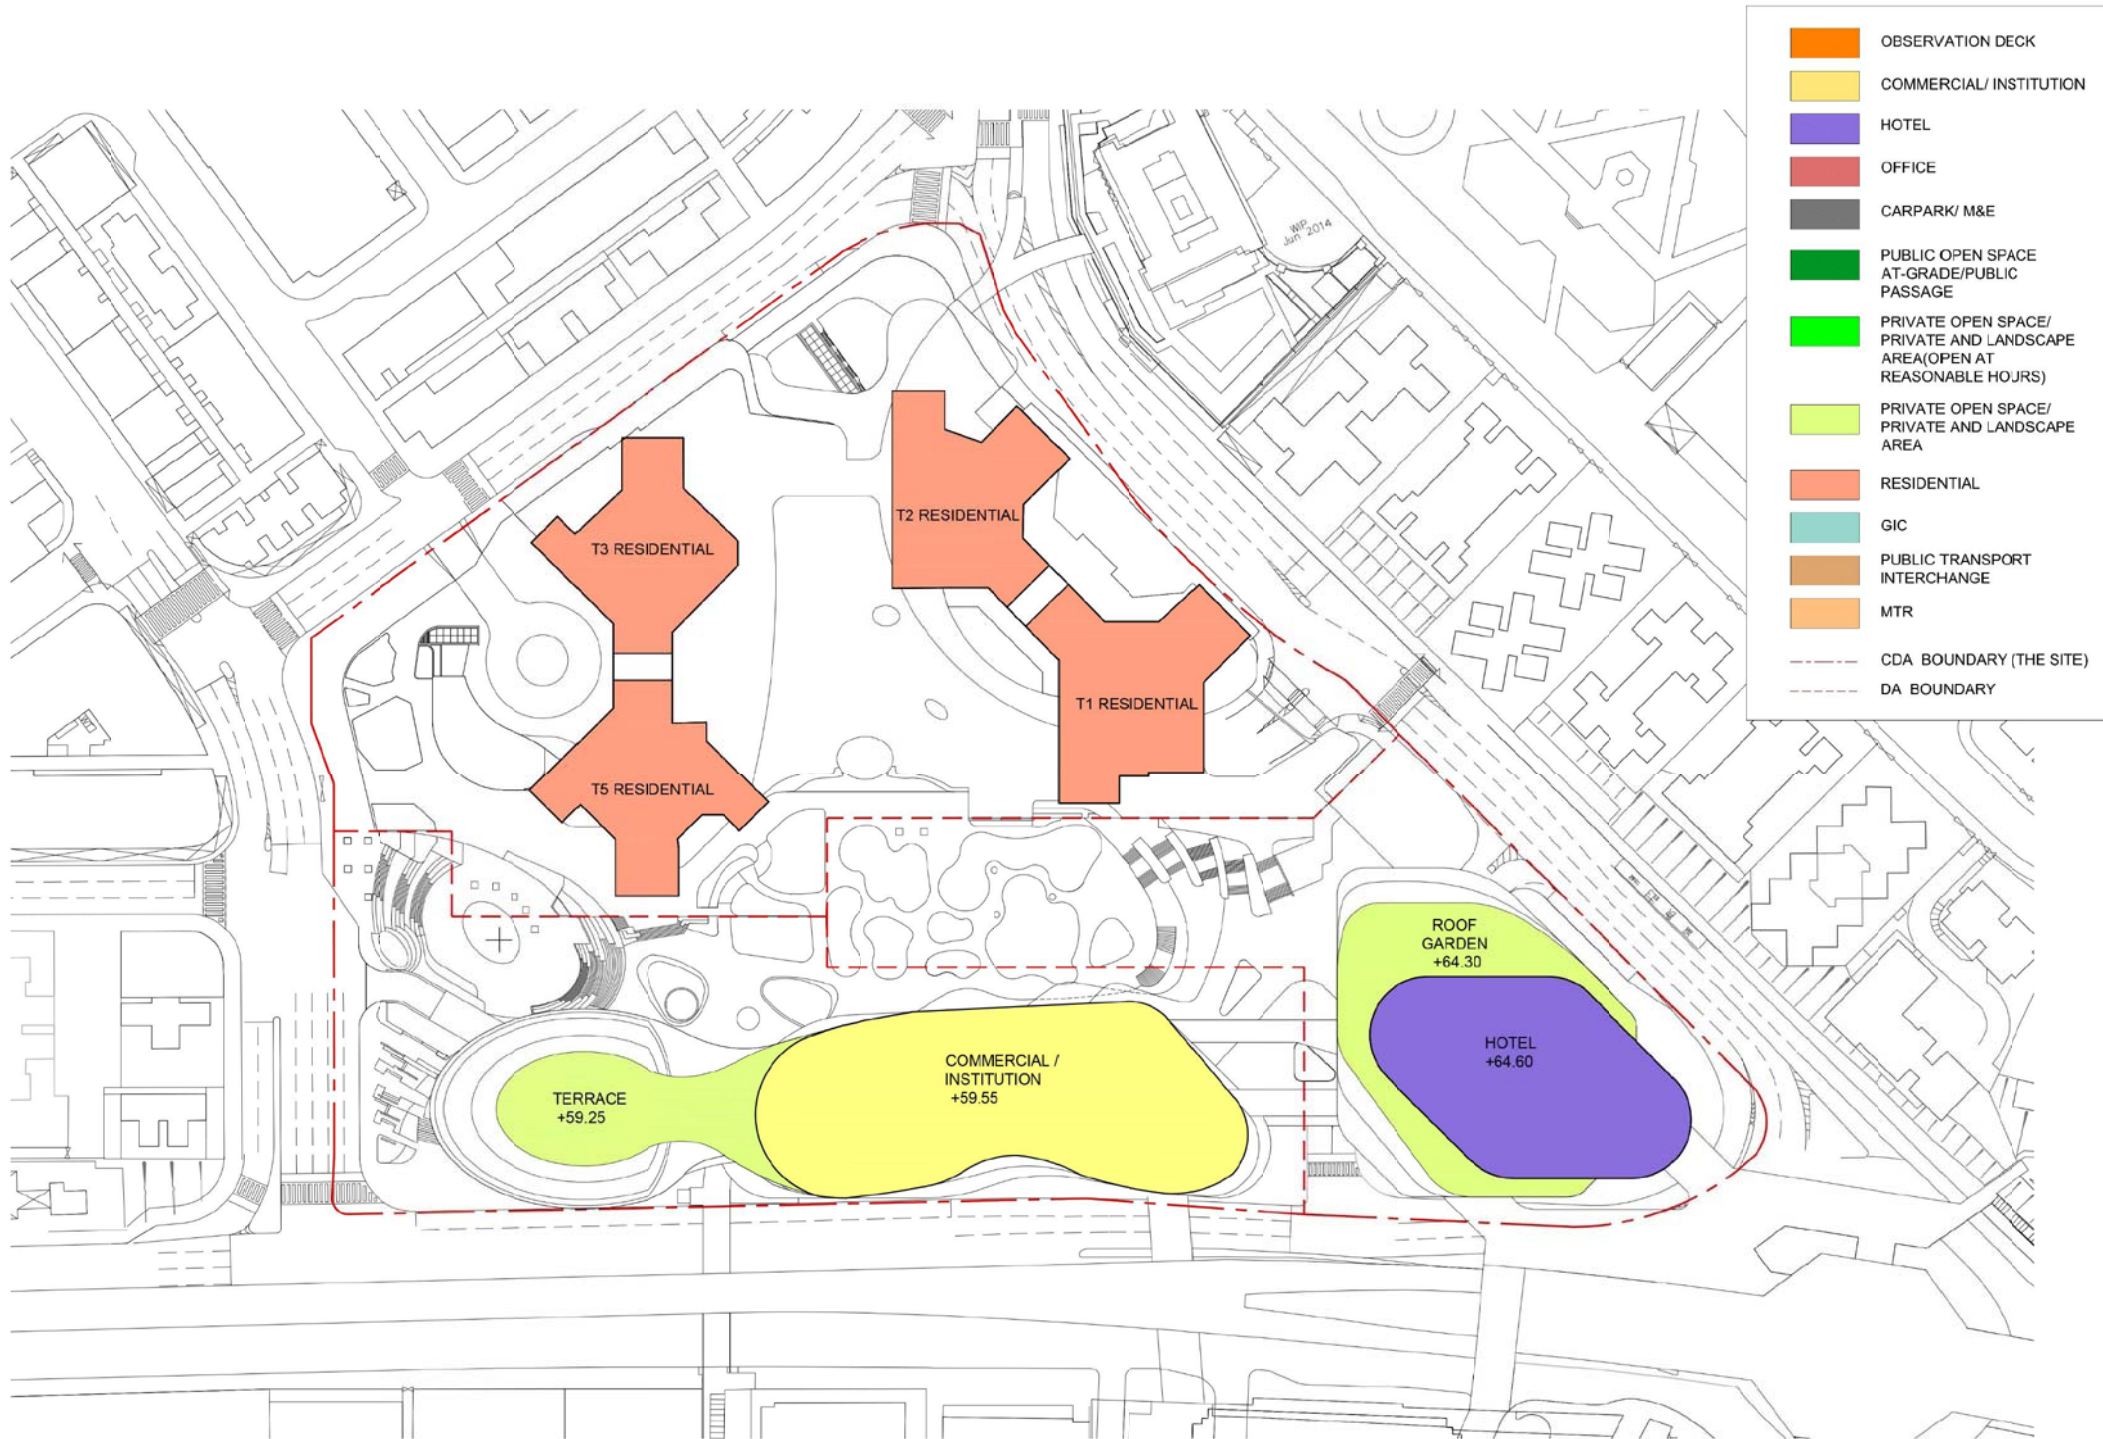 OBSERVATION DECK
COMMERCIAL/ INSTITUTION
HOTEL
OFFICE
CARPARK/ M&E
PUBLIC OPEN SPACE
AT-GRADE/PUBLIC
PASSAGE
PRIVATE OPEN SPACE/
PRIVATE AND LANDSCAPE
AREA(OPEN AT
REASONABLE HOURS)
PRIVATE OPEN SPACE/
PRIVATE AND LANDSCAPE
AREA
RESIDENTIAL
GIC
PUBLIC TRANSPORT
INTERCHANGE
MTR
CDA BOUNDARY (THE SITE)
DA BOUNDARY
WIP
Jun 2014
T2 RESIDENTIAL
T3 RESIDENTIAL
T1 RESIDENTIAL
T5 RESIDENTIAL
ROOF
GARDEN
+64.30
HOTEL
+64.60
COMMERCIAL /
INSTITUTION
+59.55
TERRACE
+59.25